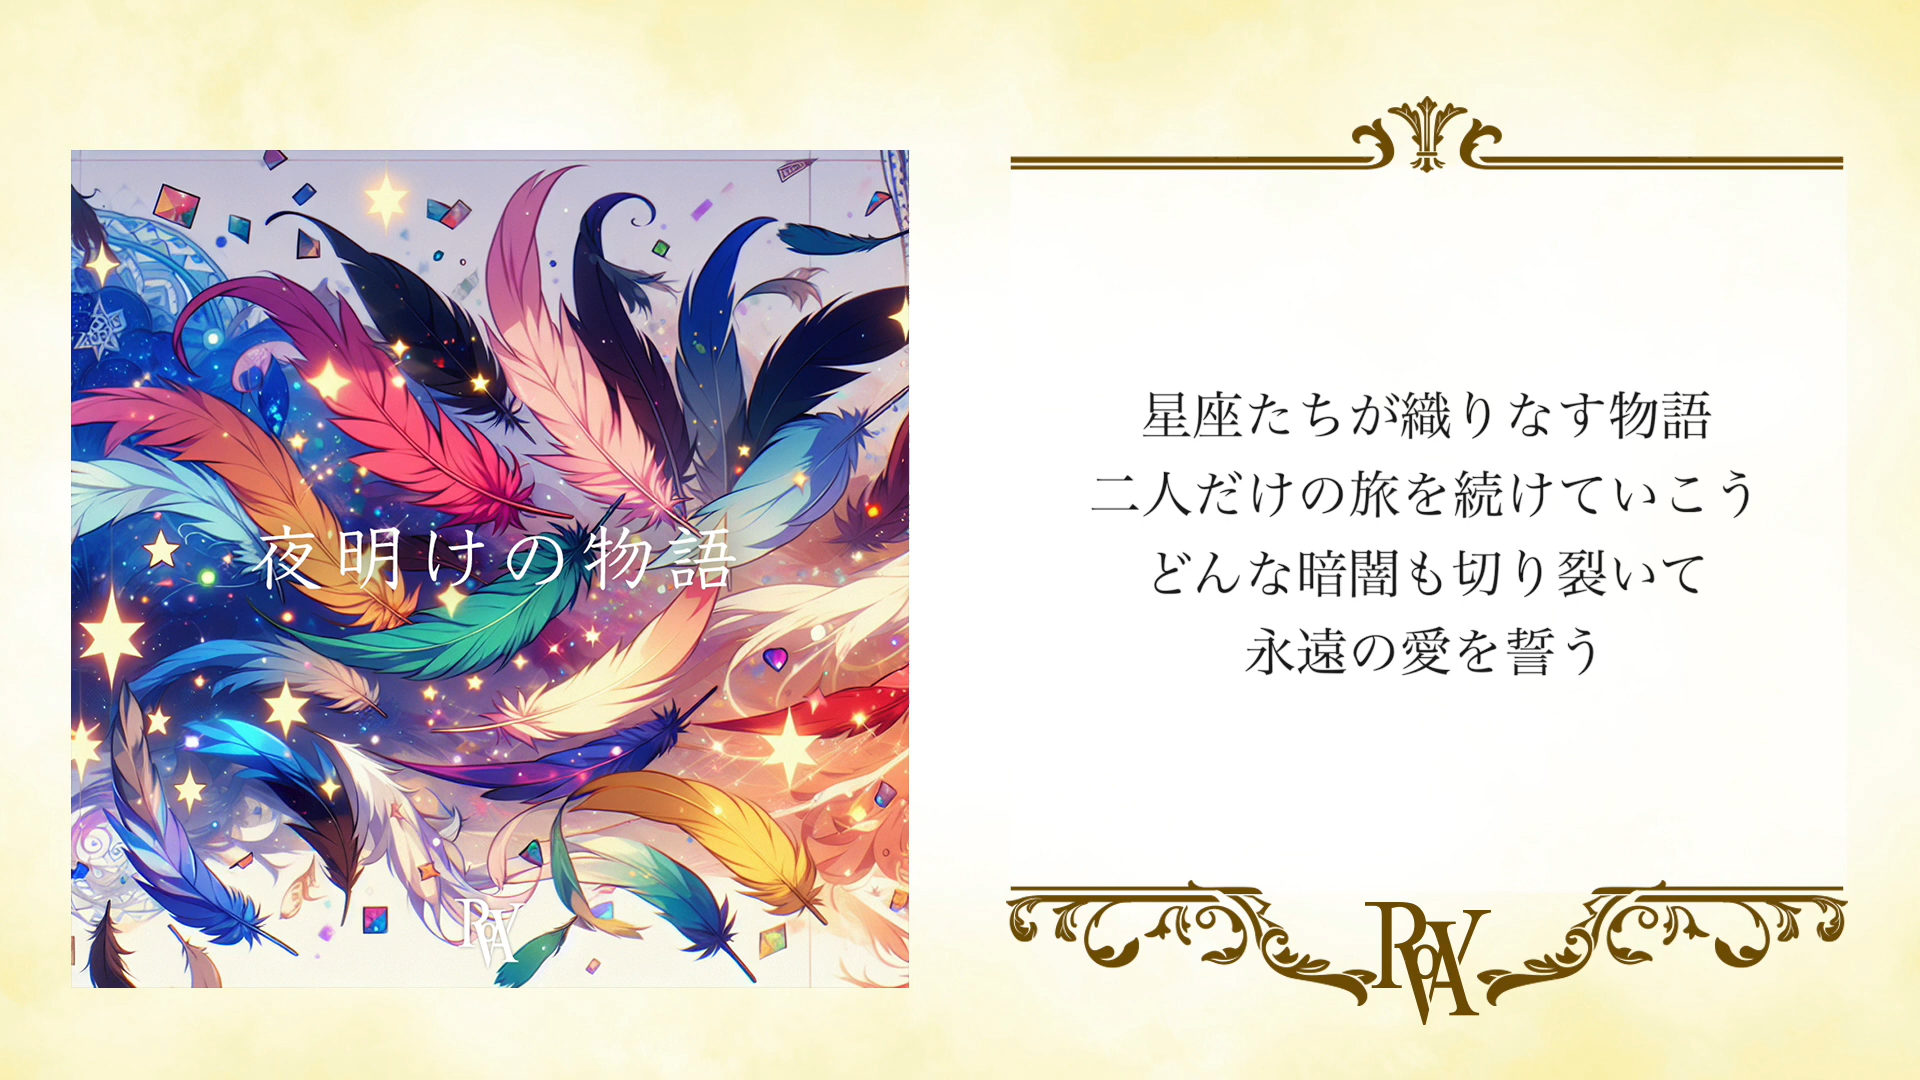 夜明けの物語
星座たちが織りなす物語
二人だけの旅を続けていこう
どんな暗闇も切り裂いて
永遠の愛を誓う